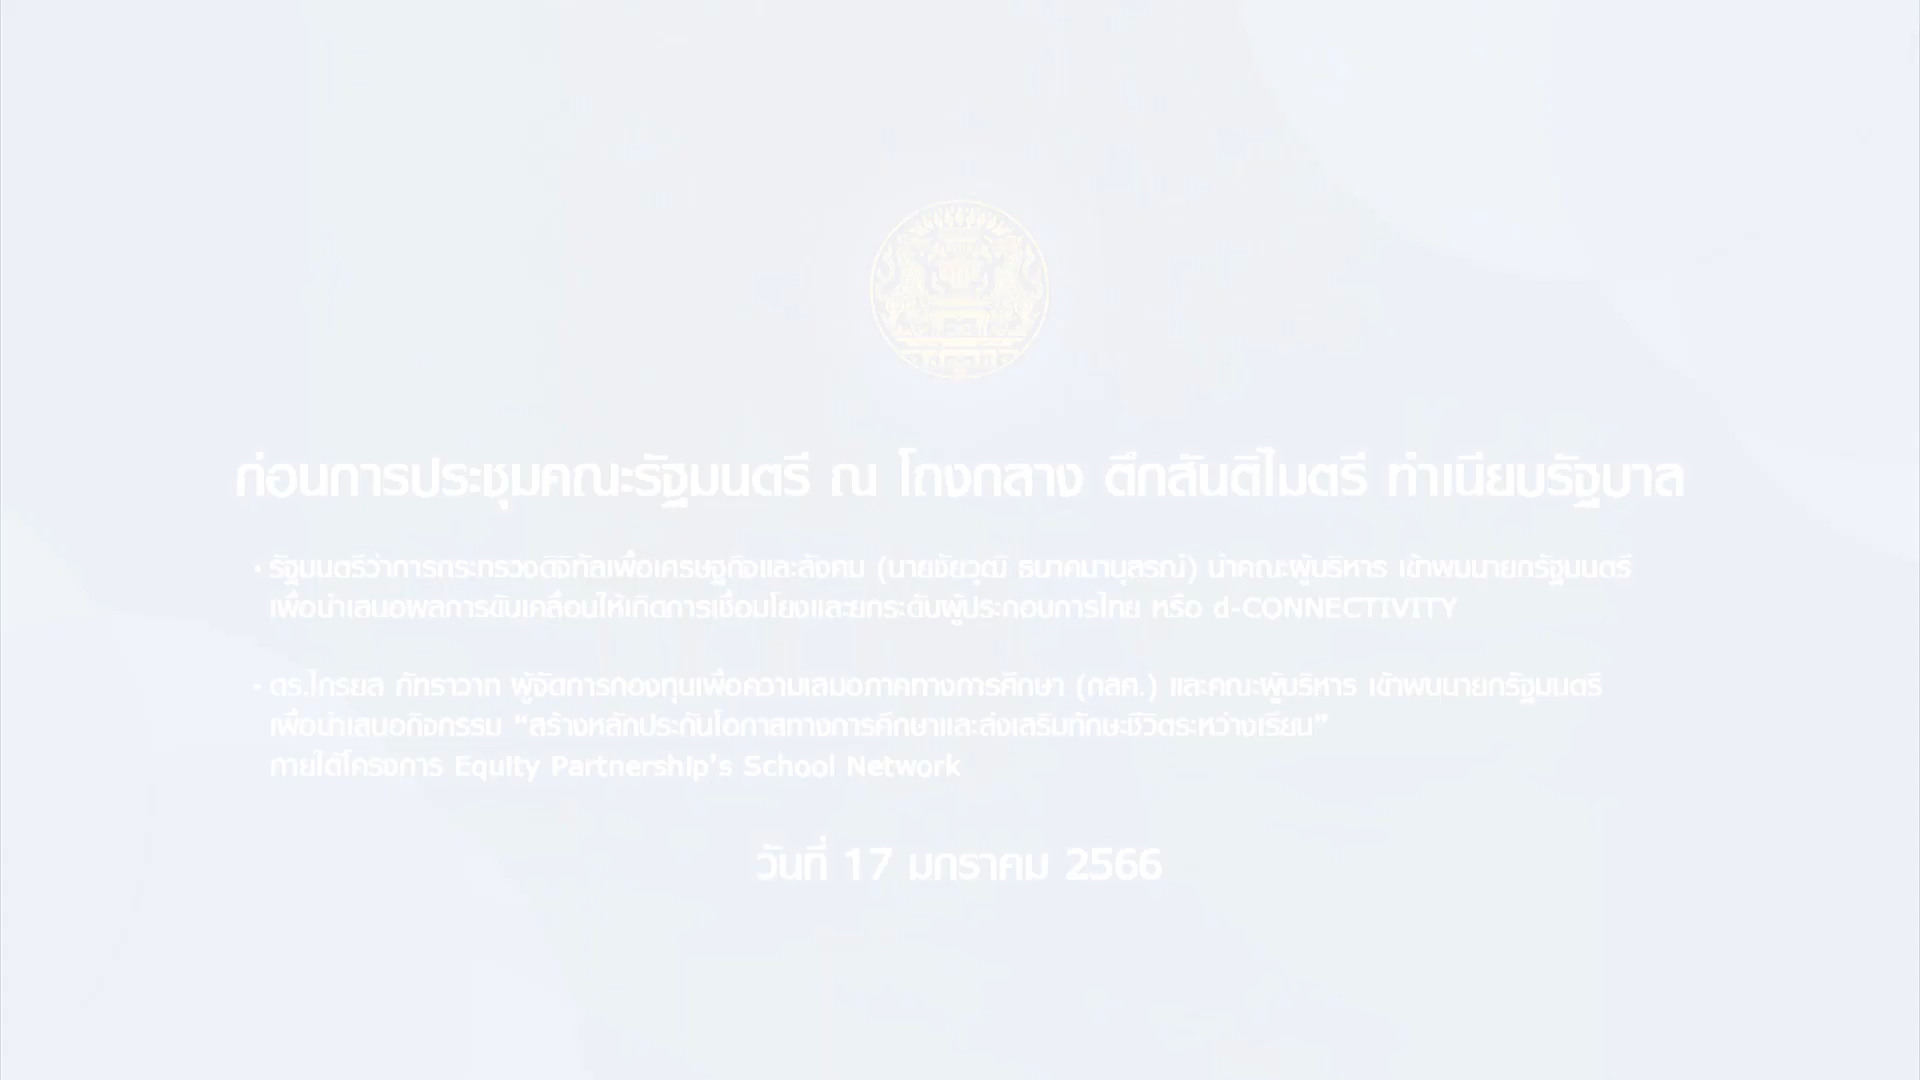 ก่อนการประชุมคณะรัฐมนตรี ณ โถงกลาง ตึกสันติไมตรี ทำเนียบรัฐบาล
• รัฐมนตรีว่าการกระทรวงดิจิทัลเพื่อเศรษฐกิจและสังคม (นายชัยวุฒิ ธนาคมานุสรณ์) นำคณะผู้บริหาร เข้าพบนายกรัฐมนตรี
เพื่อนำเสนอผลการขับเคลื่อนให้เกิดการเชื่อมโยงและยกระดับผู้ประกอบการไทย หรือ d-CONNECTIVITY
• ดร.ไกรยส ภัทราวาท ผู้จัดการกองทุนเพื่อความเสมอภาคทางการศึกษา (กสศ.) และคณะผู้บริหาร เข้าพบนายกรัฐมนตรี
เพื่อนำเสนอกิจกรรม “สร้างหลักประกันโอกาสทางการศึกษาและส่งเสริมทักษะชีวิตระหว่างเรียน”
ภายใต้โครงการ Equity Partnership’s School Network
วันที่ 17 มกราคม 2566